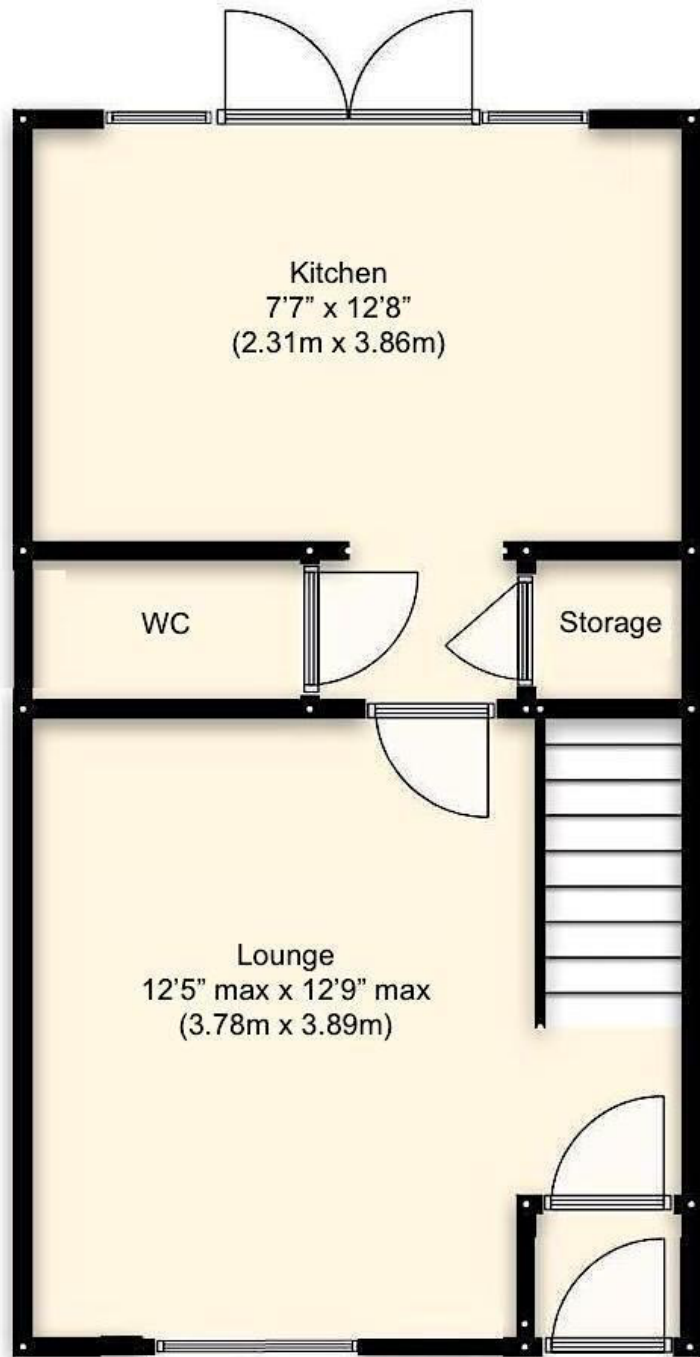 Kitchen
7’7” x 12’8”
(2.31m x 3.86m)
WC
Storage
Lounge
12’5” max x 12’9” max
(3.78m x 3.89m)